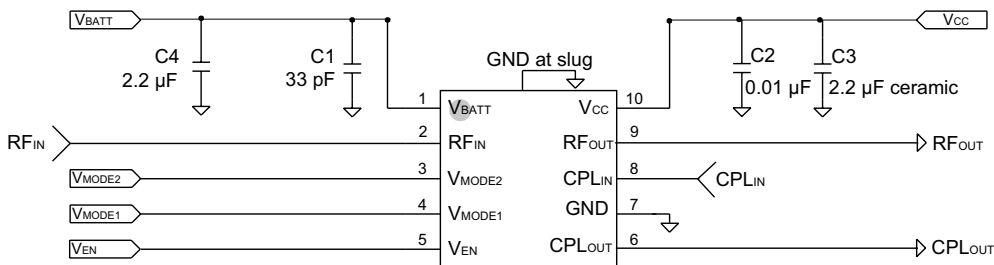 VBATT
VCC
C4
2.2 µF
C1
33 pF
GND at slug
C2
0.01 µF
C3
2.2 µF ceramic
1
VBATT
VCC
10
RFIN
2
RFIN
RFOUT
9
RFOUT
VMODE2
3
VMODE2
CPLIN
8
CPLIN
VMODE1
4
VMODE1
GND
7
VEN
5
VEN
CPLOUT
6
CPLOUT